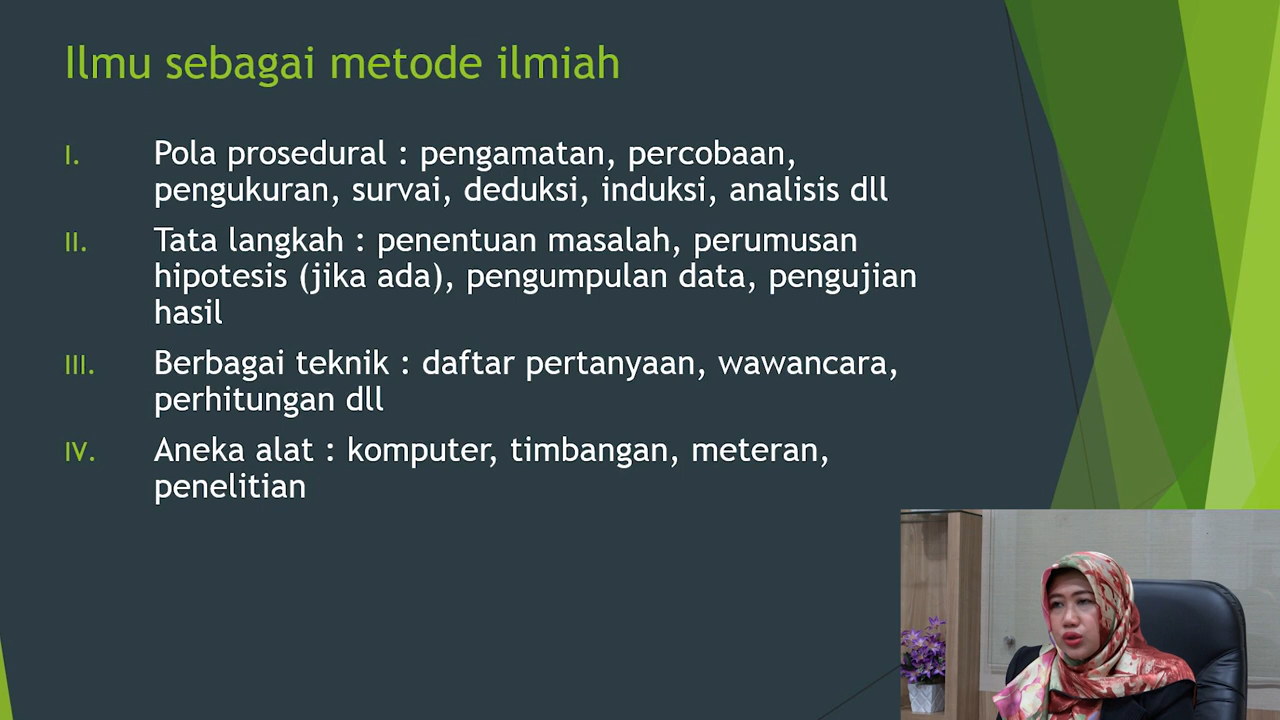 Ilmu sebagai metode ilmiah
I. Pola prosedural : pengamatan, percobaan,
pengukuran, survai, deduksi, induksi, analisis dll
II. Tata langkah : penentuan masalah, perumusan
hipotesis (jika ada), pengumpulan data, pengujian
hasil
III. Berbagai teknik : daftar pertanyaan, wawancara,
perhitungan dll
IV. Aneka alat : komputer, timbangan, meteran,
penelitian